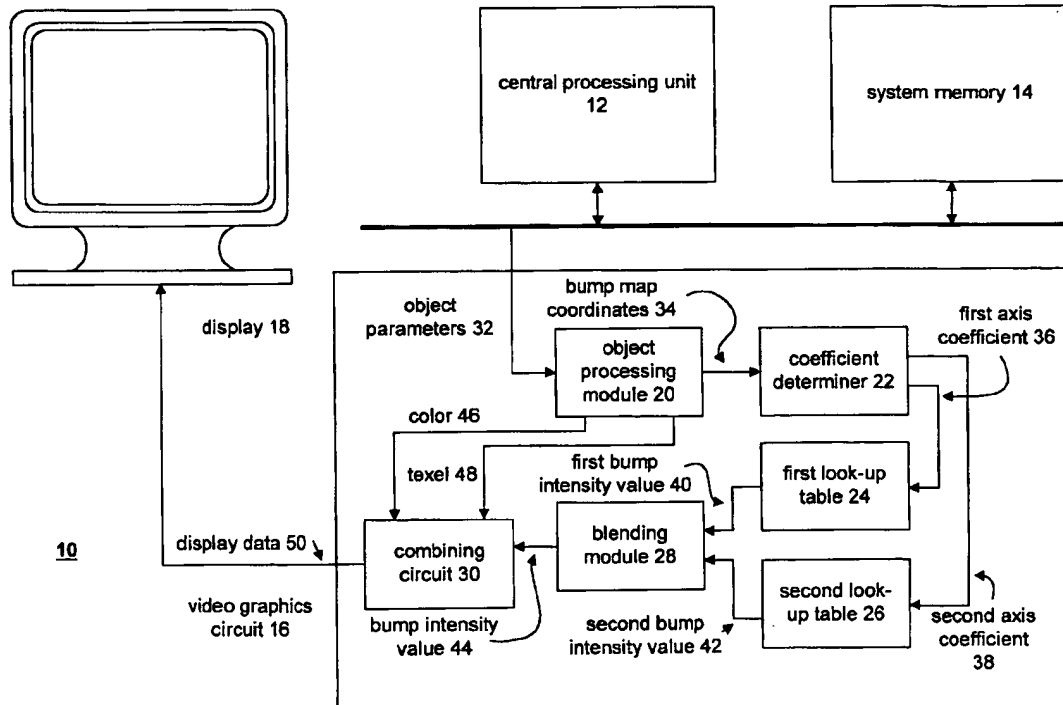 central processing unit
12
system memory 14
display 18
object
parameters 32
bump map
coordinates 34
first axis
coefficient 36
object
processing
module 20
coefficient
determiner 22
color 46
texel 48
first bump
intensity value 40
first look-up
table 24
10
display data 50
combining
circuit 30
blending
module 28
second look-
up table 26
video graphics
circuit 16
bump intensity
value 44
second bump
intensity value 42
second axis
coefficient
38